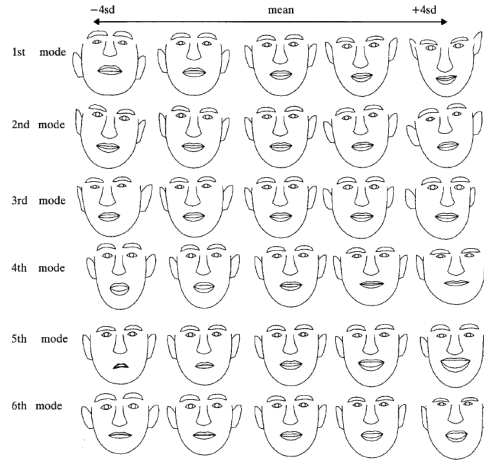 −4sd mean +4sd
1st mode
2nd mode
3rd mode
4th mode
5th mode
6th mode